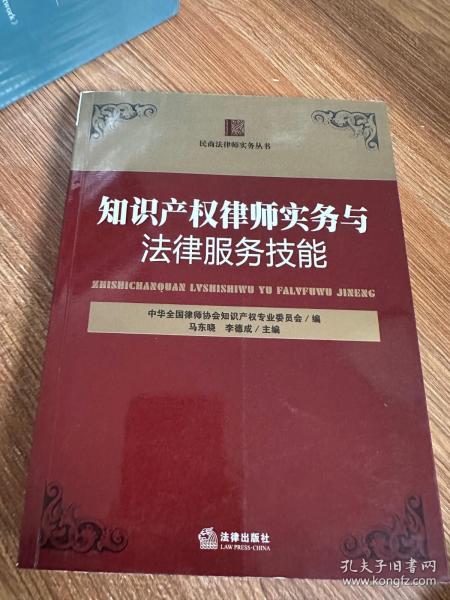 work》
民商法律师实务丛书
知识产权律师实务与
法律服务技能
ZHISHICHANQUAN LVSHISHIWU YU FALVFUWU JINENG
中华全国律师协会知识产权专业委员会/编
马东晓 李德成/主编
法律出版社
LAW PRESS·CHINA
孔夫子旧书网
www.kongfz.com